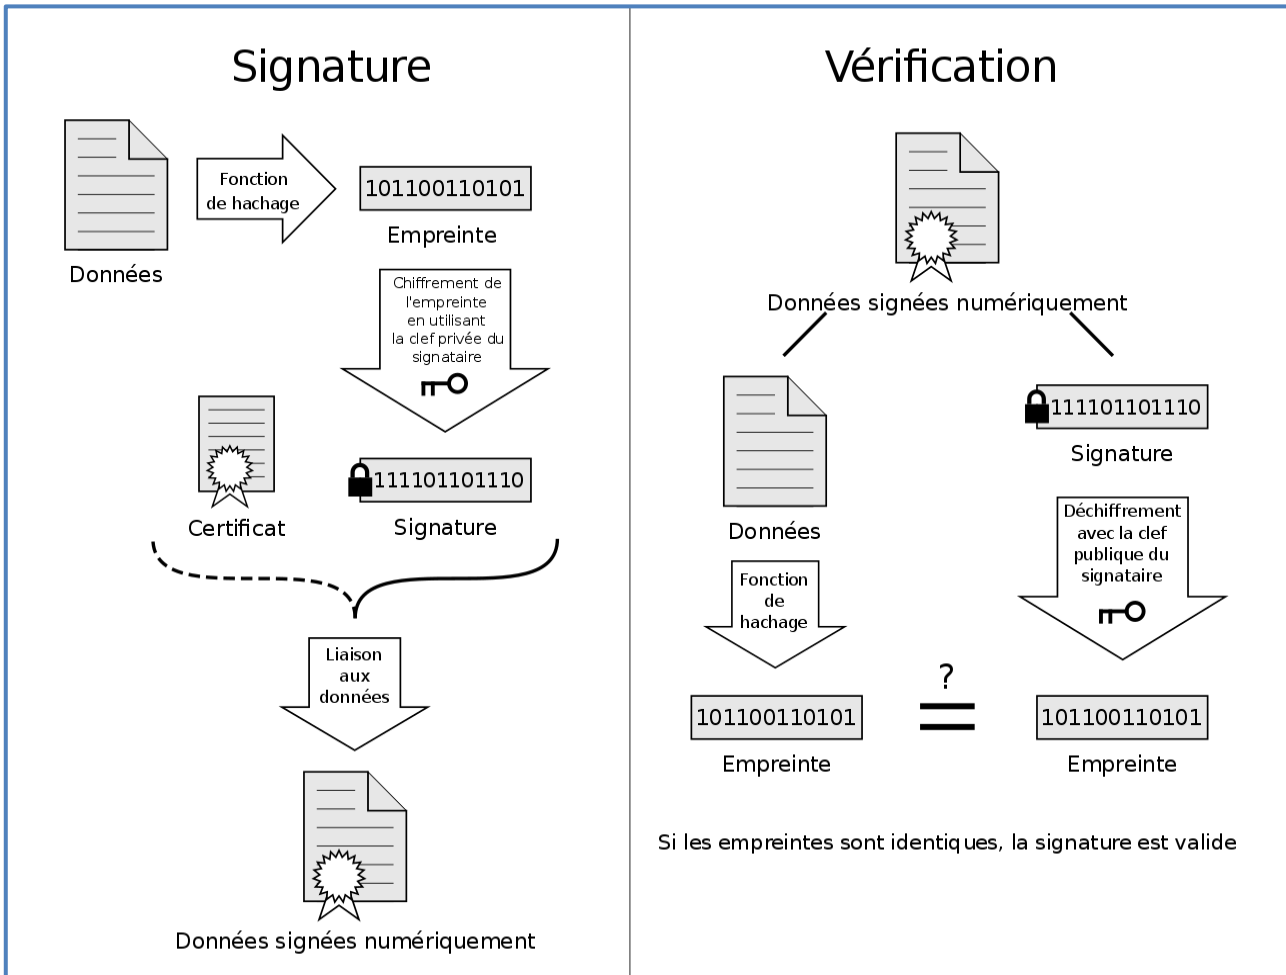 Signature
Fonction
de hachage
101100110101
Empreinte
Données
Chiffrement de
l'empreinte
en utilisant
la clef privée du
signataire
111101101110
Certificat
Signature
Liaison
aux
données
Données signées numériquement
Vérification
Données signées numériquement
111101101110
Signature
Données
Fonction
de
hachage
Déchiffrement
avec la clef
publique du
signataire
101100110101
Empreinte
?
101100110101
Empreinte
Si les empreintes sont identiques, la signature est valide